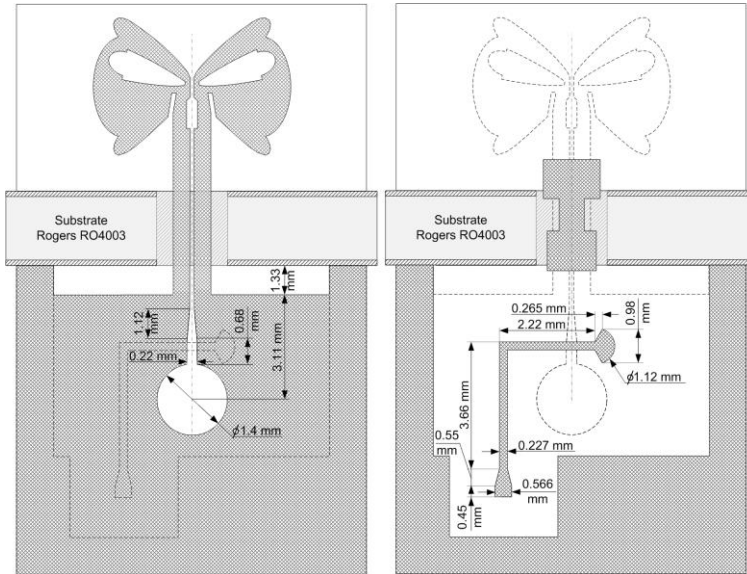 Substrate
Rogers RO4003
1.33
mm
1.12
mm
0.68
mm
3.11 mm
0.22 mm
ϕ1.4 mm
Substrate
Rogers RO4003
0.265 mm
2.22 mm
0.98
mm
ϕ1.12 mm
3.66 mm
0.55
mm
0.227 mm
0.566
mm
0.45
mm